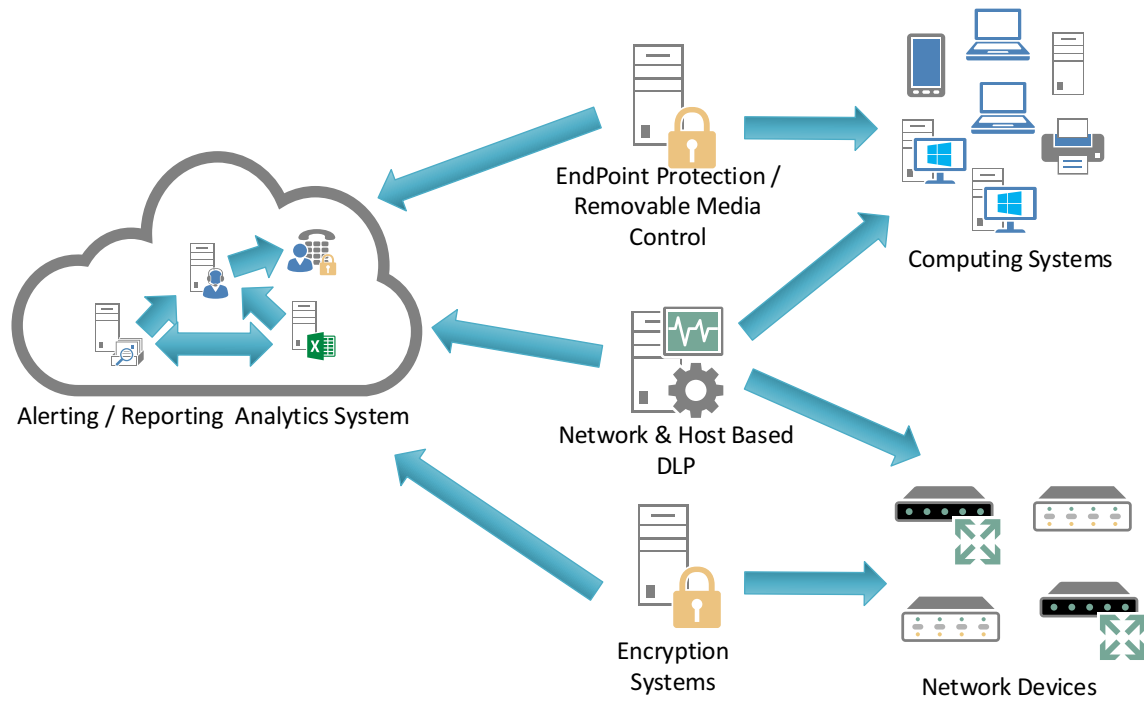 EndPoint Protection /
Removable Media
Control
Computing Systems
Alerting / Reporting  Analytics System
Network & Host Based
DLP
Encryption
Systems
Network Devices
X